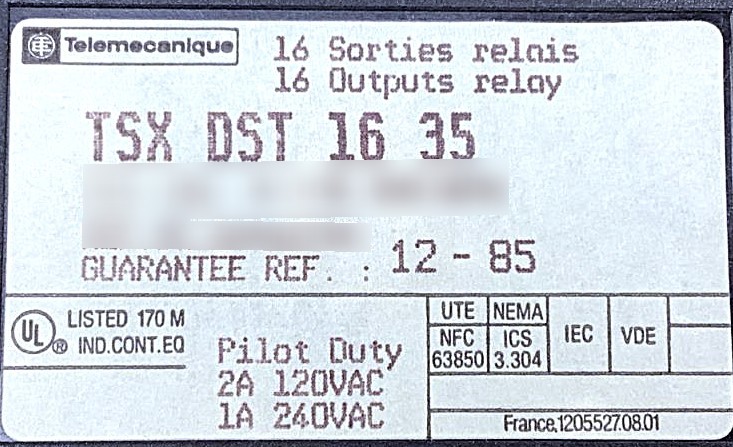 Telemecanique
16 Sorties relais
16 Outputs relay
TSX DST 16 35
GUARANTEE REF. : 12-85
UL ® LISTED 170 M
IND.CONT.EQ
Pilot Duty
2A 120VAC
1A 240VAC
UTE NEMA IEC VDE
NFC ICS
63850 3.304
France,1205527.08.01